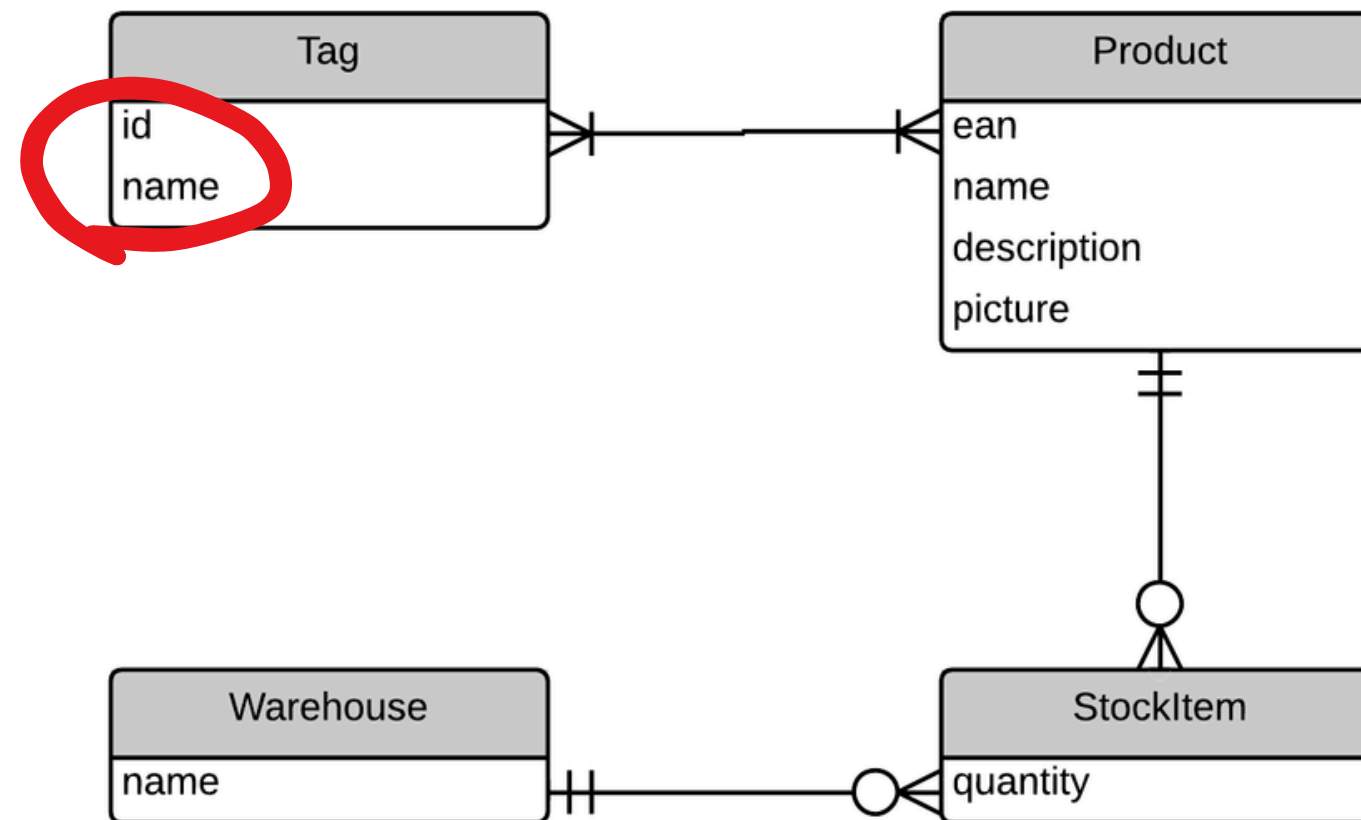 Tag
id
name
Product
ean
name
description
picture
Warehouse
name
StockItem
quantity